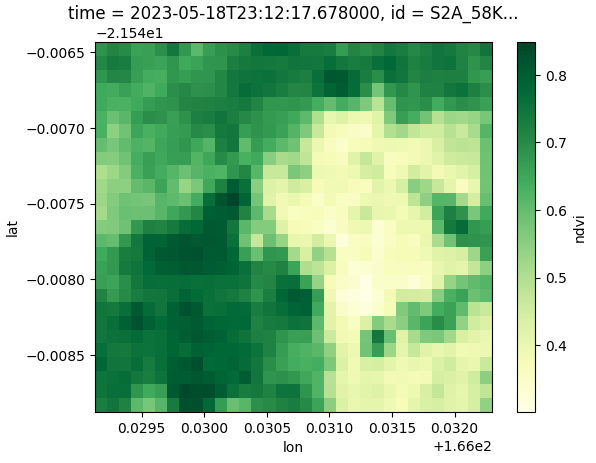 time = 2023-05-18T23:12:17.678000, id = S2A_58K...
−2.154e1
−0.0065
−0.0070
−0.0075
−0.0080
−0.0085
lat
0.0295 0.0300 0.0305 0.0310 0.0315 0.0320
lon
+1.66e2
0.8
0.7
0.6
0.5
0.4
ndvi